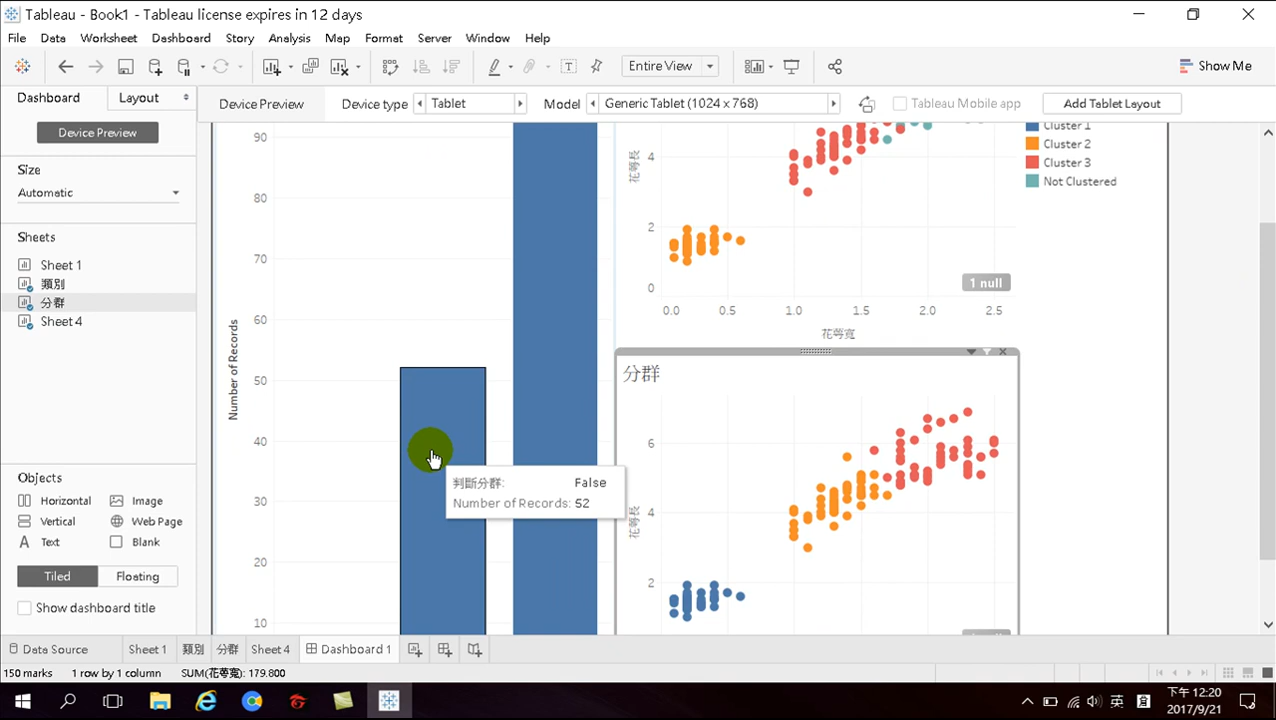 Tableau - Book1 - Tableau license expires in 12 days
File Data Worksheet Dashboard Story Analysis Map Format Server Window Help
Entire View
Show Me
Dashboard Layout
Device Preview Device type Tablet Model Generic Tablet (1024 x 768) Tableau Mobile app Add Tablet Layout
Device Preview
Size
Automatic
Sheets
Sheet 1
類別
分群
Sheet 4
Objects
Horizontal Image
Vertical Web Page
Text Blank
Tiled Floating
Show dashboard title
Number of Records
90
80
70
60
50
40
30
20
10
判斷分群: False
Number of Records: 52
花萼長
4
2
0
0.0 0.5 1.0 1.5 2.0 2.5
花萼寬
1 null
Cluster 1
Cluster 2
Cluster 3
Not Clustered
分群
花萼長
6
4
2
Data Source Sheet 1 類別 分群 Sheet 4 Dashboard 1
150 marks 1 row by 1 column SUM(花萼寬): 179.800
英
下午 12:20
2017/9/21